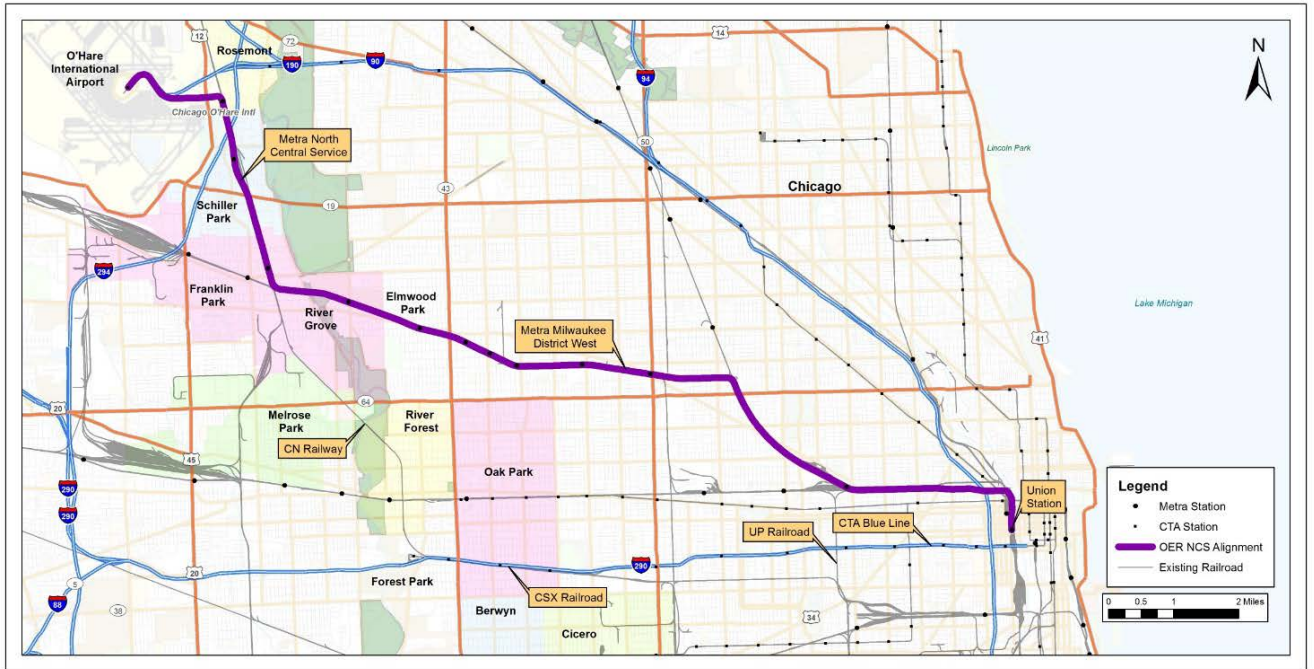 12
72
14
O'Hare
International
Airport
Rosemont
190
90
94
N
Chicago O'Hare Intl
Metra North
Central Service
50
Lincoln Park
43
Chicago
19
Schiller
Park
294
Franklin
Park
Elmwood
Park
River
Grove
Lake Michigan
Metra Milwaukee
District West
41
20
64
Melrose
Park
River
Forest
CN Railway
45
Oak Park
290
290
Union
Station
UP Railroad
CTA Blue Line
290
20
5
Forest Park
CSX Railroad
88
38
Berwyn
Cicero
34
Legend
Metra Station
CTA Station
OER NCS Alignment
Existing Railroad
0 0.5 1 2 Miles